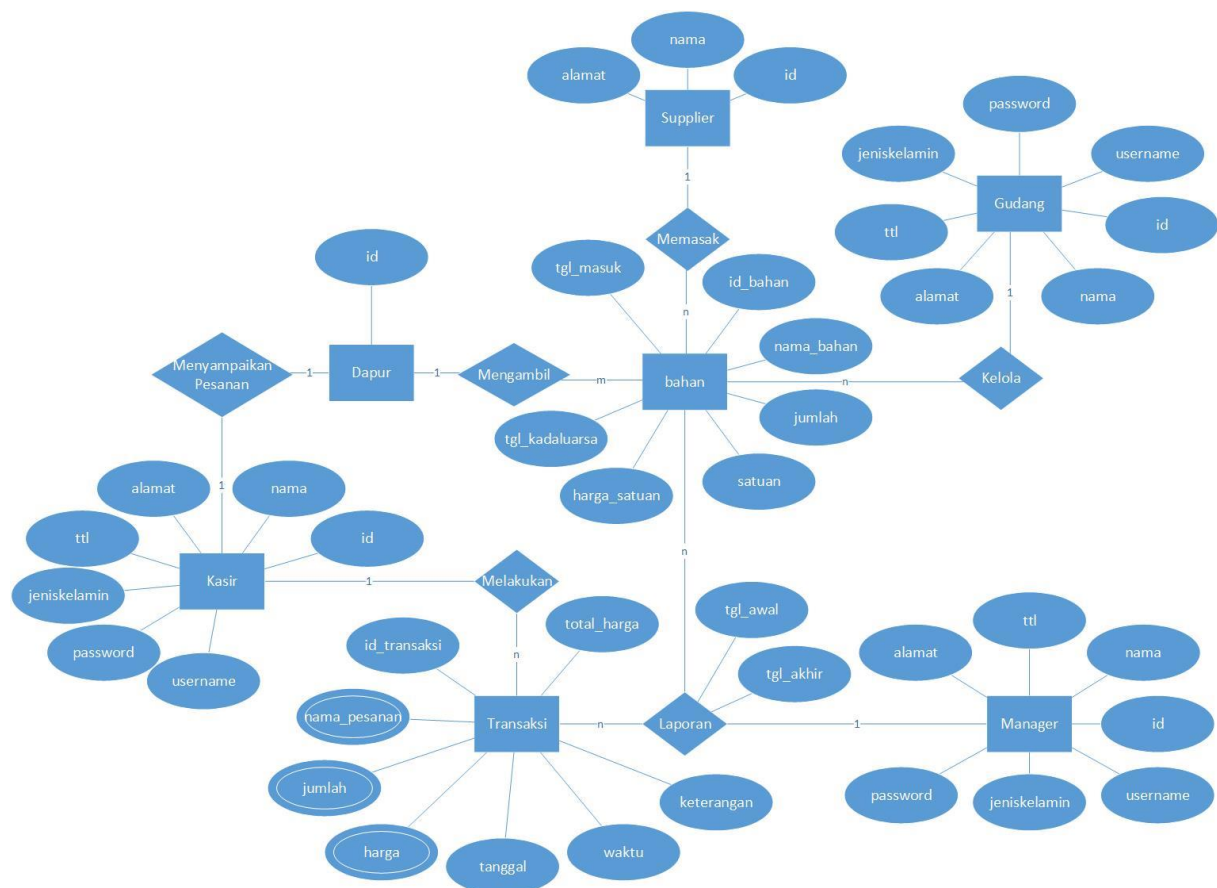 nama
alamat
id
Supplier
password
jeniskelamin
username
Gudang
ttl
id
alamat
nama
1
1
Memasak
id
tgl_masuk
id_bahan
n
nama_bahan
Menyampaikan
Pesanan
1
Dapur
1
Mengambil
m
bahan
n
Kelola
jumlah
tgl_kadaluarsa
harga_satuan
satuan
1
alamat
nama
ttl
id
Kasir
1
Melakukan
jeniskelamin
password
username
n
n
tgl_awal
total_harga
id_transaksi
tgl_akhir
ttl
alamat
nama
nama_pesanan
Transaksi
n
Laporan
1
Manager
id
jumlah
keterangan
password
jeniskelamin
username
harga
tanggal
waktu